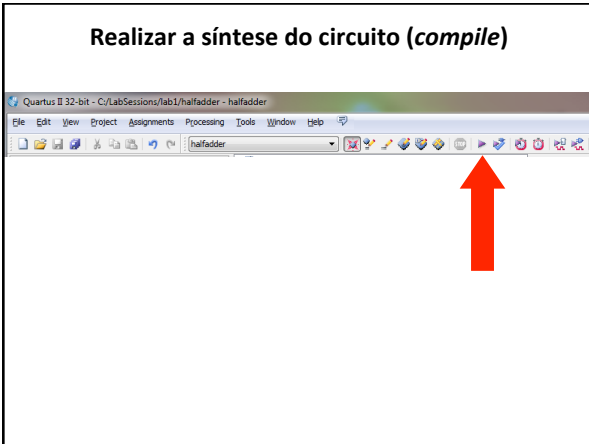 Realizar a síntese do circuito (compile)
Quartus II 32-bit - C:/LabSessions/lab1/halfadder - halfadder
File Edit View Project Assignments Processing Tools Window Help
halfadder